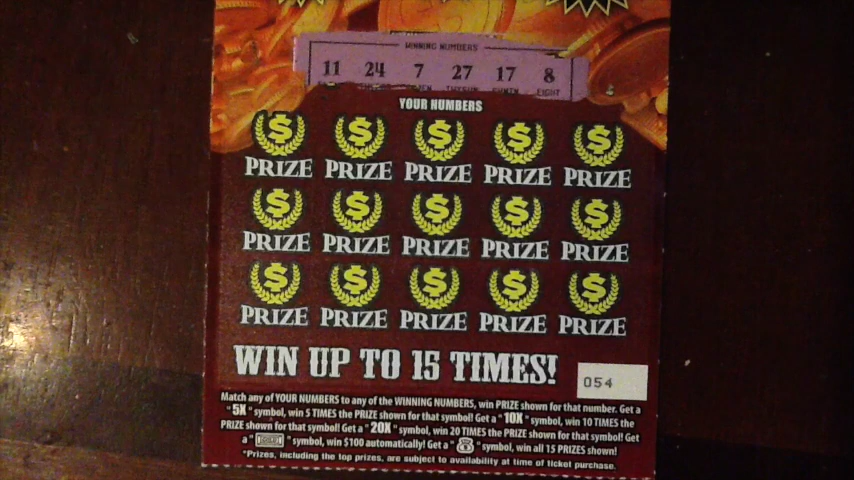 WINNING NUMBERS
11 24 7 27 17 8
EIGHT
YOUR NUMBERS
$ $ $ $ $
PRIZE PRIZE PRIZE PRIZE PRIZE
$ $ $ $ $
PRIZE PRIZE PRIZE PRIZE PRIZE
$ $ $ $ $
PRIZE PRIZE PRIZE PRIZE PRIZE
WIN UP TO 15 TIMES!
054
Match any of YOUR NUMBERS to any of the WINNING NUMBERS, win PRIZE shown for that number. Get a
"5X" symbol, win 5 TIMES the PRIZE shown for that symbol! Get a "10X" symbol, win 10 TIMES the
PRIZE shown for that symbol! Get a "20X" symbol, win 20 TIMES the PRIZE shown for that symbol! Get
a " " symbol, win $100 automatically! Get a " " symbol, win all 15 PRIZES shown!
*Prizes, including the top prizes, are subject to availability at time of ticket purchase.